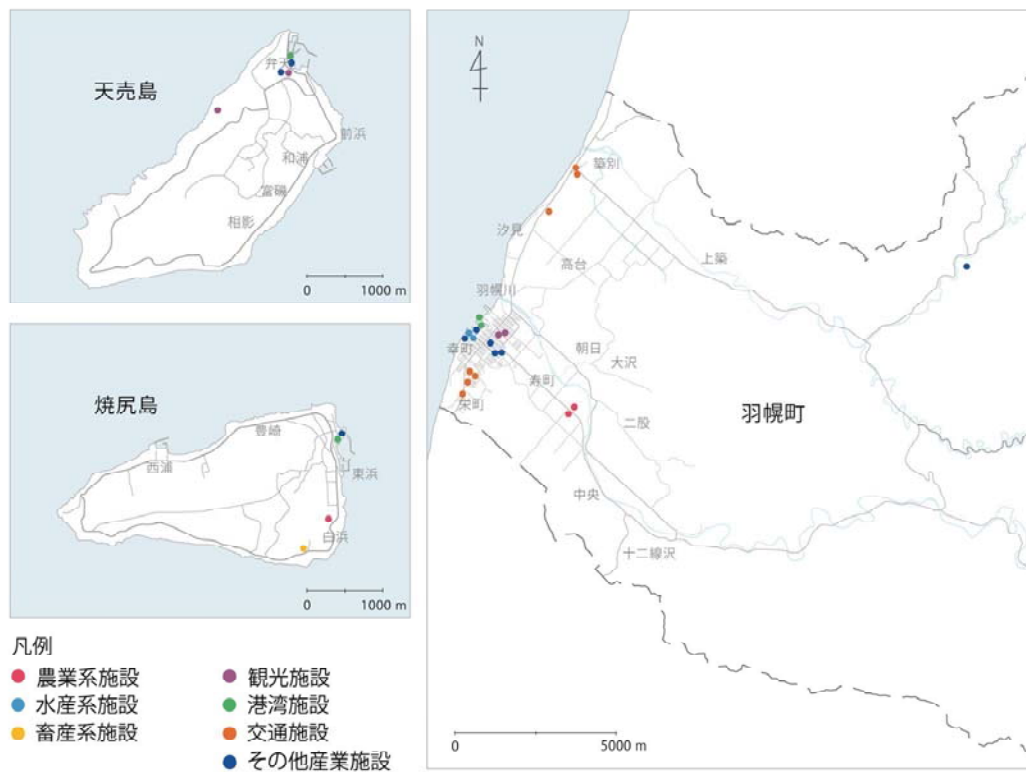 天売島
弁天
前浜
和浦
富磯
相影
0 1000 m
焼尻島
豊崎
西浦
東浜
白浜
0 1000 m
N
築別
汐見
上築
高台
羽幌川
朝日
大沢
幸町
寿町
羽幌町
栄町
二股
中央
十二線沢
0 5000 m
凡例
農業系施設
水産系施設
畜産系施設
観光施設
港湾施設
交通施設
その他産業施設